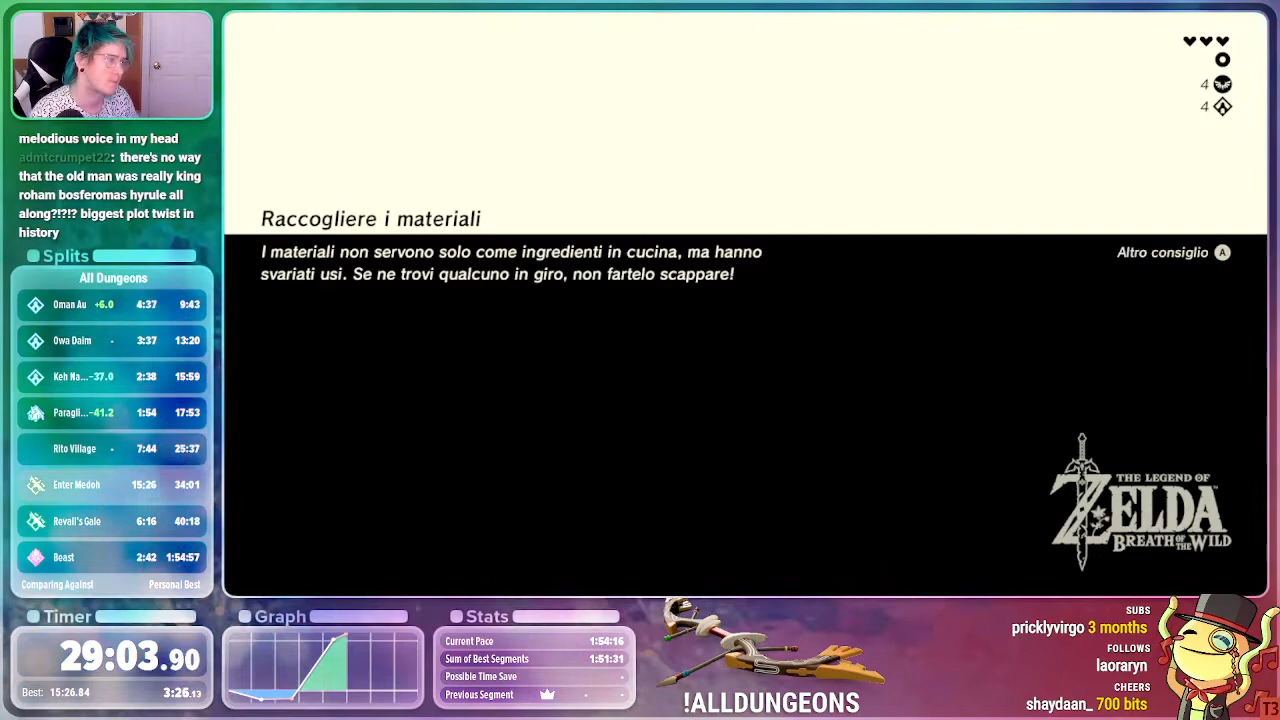 melodious voice in my head
admtcrumpet22: there's no way
that the old man was really king
roham bosferomas hyrule all
along?!?!? biggest plot twist in
history
Splits
All Dungeons
Oman Au +6.0 4:37 9:43
Owa Daim - 3:37 13:20
Keh Na...-37.0 2:38 15:59
Paragli...-41.2 1:54 17:53
Rito Village - 7:44 25:37
Enter Medoh 15:26 34:01
Revali's Gale 6:16 40:18
Beast 2:42 1:54:57
Comparing Against Personal Best
Timer
29:03.90
Best: 15:26.84 3:26.13
4
4
Raccogliere i materiali
I materiali non servono solo come ingredienti in cucina, ma hanno
svariati usi. Se ne trovi qualcuno in giro, non fartelo scappare!
Altro consiglio A
THE LEGEND OF
ZELDA
BREATH OF THE WILD
Graph
Stats
Current Pace 1:54:16
Sum of Best Segments 1:51:31
Possible Time Save -
Previous Segment - -
!ALLDUNGEONS
SUBS
pricklyvirgo 3 months
FOLLOWS
laoraryn
CHEERS
shaydaan_ 700 bits
T3